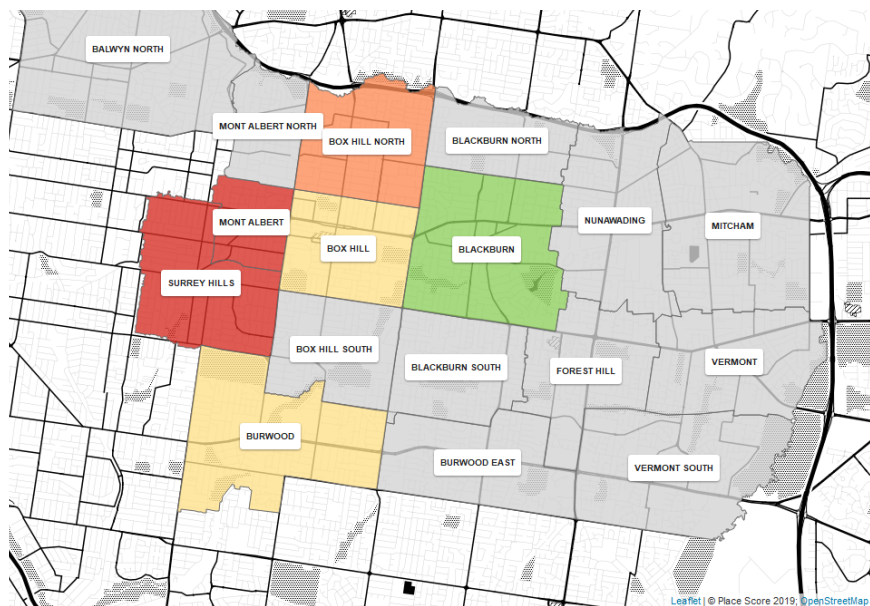 BALWYN NORTH
MONT ALBERT NORTH
BOX HILL NORTH
BLACKBURN NORTH
MONT ALBERT
NUNAWADING
MITCHAM
BOX HILL
BLACKBURN
SURREY HILLS
BOX HILL SOUTH
BLACKBURN SOUTH
FOREST HILL
VERMONT
BURWOOD
BURWOOD EAST
VERMONT SOUTH
Leaflet | © Place Score 2019; OpenStreetMap